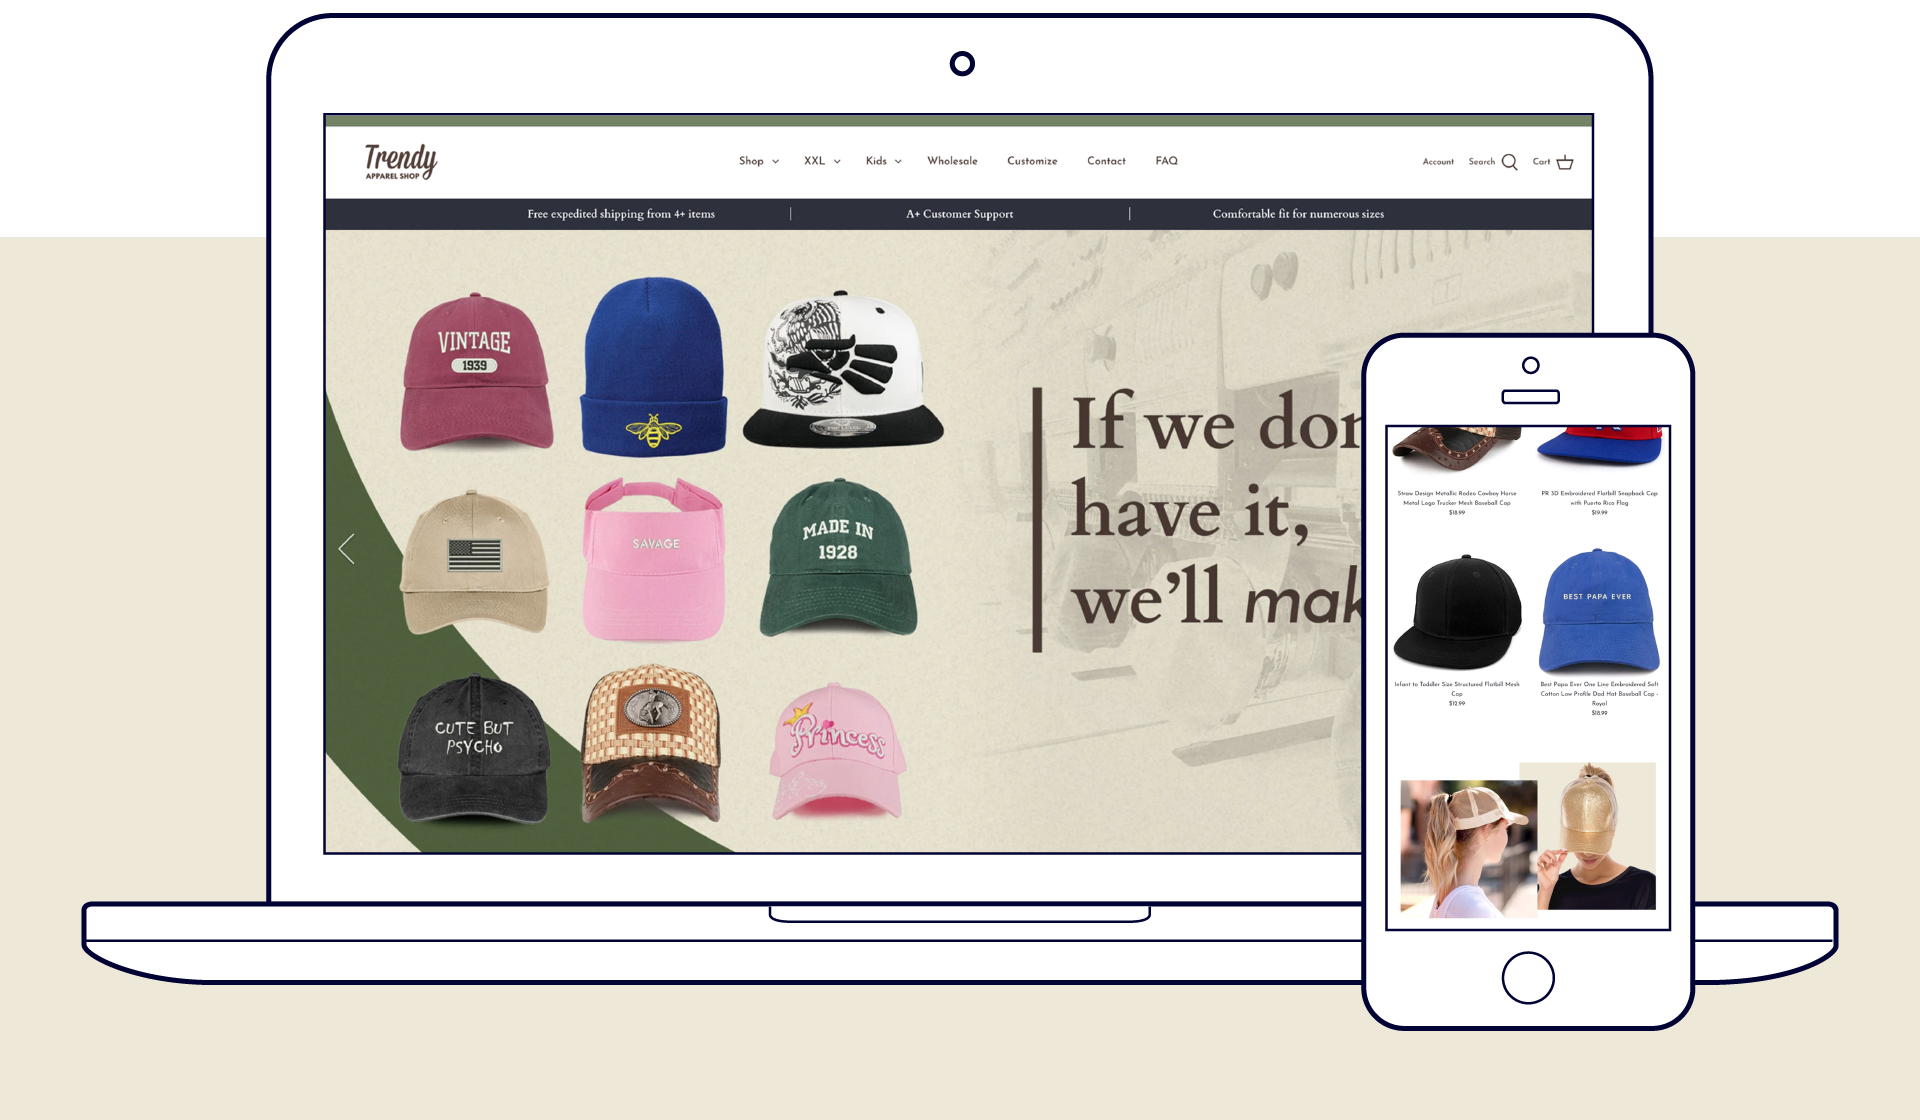 Trendy
APPAREL SHOP
Shop
XXL
Kids
Wholesale
Customize
Contact
FAQ
Account
Search
Cart
Free expedited shipping from 4+ items
A+ Customer Support
Comfortable fit for numerous sizes
VINTAGE
1939
SAVAGE
MADE IN
1928
CUTE BUT
PSYCHO
Princess
If we don
have it,
we'll mak
Straw Design Metallic Rodeo Cowboy Horse
Metal Logo Trucker Mesh Baseball Cap
$18.99
PR 3D Embroidered Flatbill Snapback Cap
with Puerto Rico Flag
$19.99
BEST PAPA EVER
Infant to Toddler Size Structured Flatbill Mesh
Cap
$12.99
Best Papa Ever One Line Embroidered Soft
Cotton Low Profile Dad Hat Baseball Cap -
Royal
$18.99